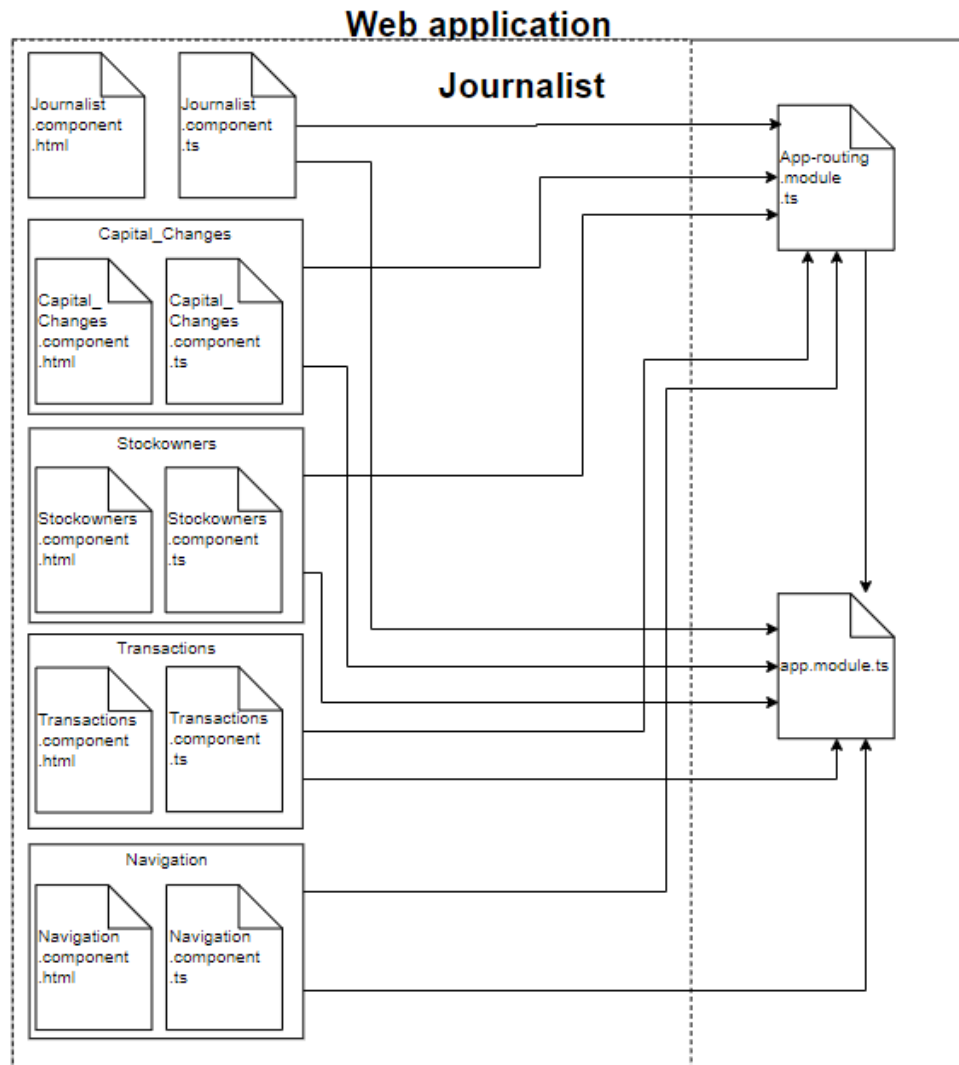 Web application
Journalist
Journalist
.component
.html
Journalist
.component
.ts
App-routing
.module
.ts
Capital_Changes
Capital_
Changes
.component
.html
Capital_
Changes
.component
.ts
Stockowners
Stockowners
.component
.html
Stockowners
.component
.ts
app.module.ts
Transactions
Transactions
.component
.html
Transactions
.component
.ts
Navigation
Navigation
.component
.html
Navigation
.component
.ts